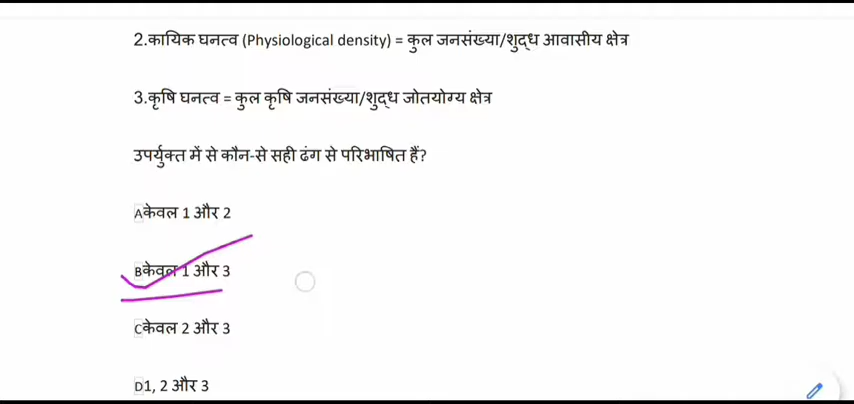 2.कायिक घनत्व (Physiological density) = कुल जनसंख्या/शुद्ध आवासीय क्षेत्र
3.कृषि घनत्व = कुल कृषि जनसंख्या/शुद्ध जोतयोग्य क्षेत्र
उपर्युक्त में से कौन-से सही ढंग से परिभाषित हैं?
Aकेवल 1 और 2
Bकेवल 1 और 3
Cकेवल 2 और 3
D1, 2 और 3